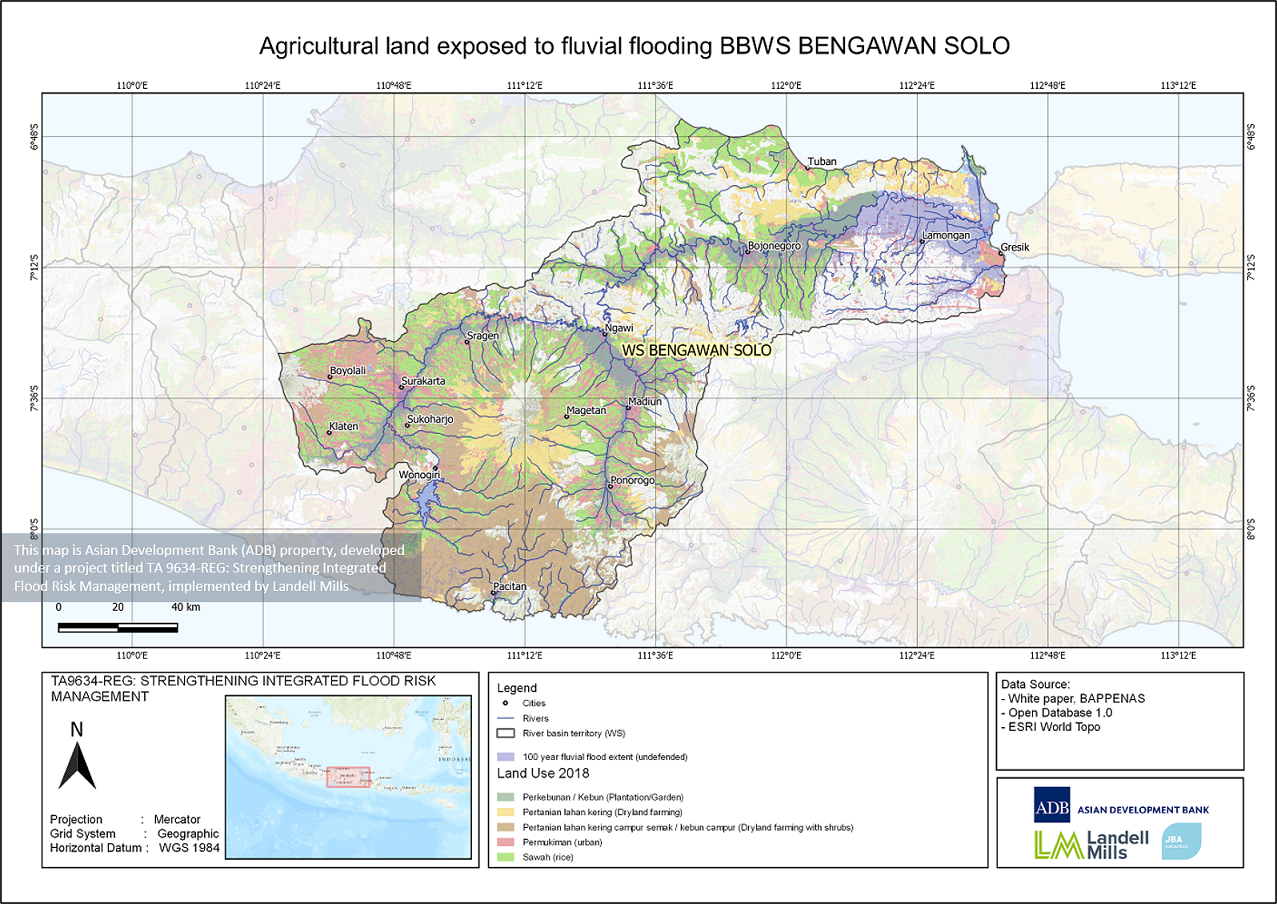 Agricultural land exposed to fluvial flooding BBWS BENGAWAN SOLO
110°0'E 110°24'E 110°48'E 111°12'E 111°36'E 112°0'E 112°24'E 112°48'E 113°12'E
6°48'S 6°48'S
Tuban
Lamongan
Bojonegoro
Gresik
7°12'S 7°12'S
Ngawi
Sragen
WS BENGAWAN SOLO
Boyolali
Surakarta
7°36'S 7°36'S
Madiun
Magetan
Sukoharjo
Klaten
Wonogiri
Ponorogo
8°0'S 8°0'S
This map is Asian Development Bank (ADB) property, developed
under a project titled TA 9634-REG: Strengthening Integrated
Flood Risk Management, implemented by Landell Mills
Pacitan
0 20 40 km
110°0'E 110°24'E 110°48'E 111°12'E 111°36'E 112°0'E 112°24'E 112°48'E 113°12'E
TA9634-REG: STRENGTHENING INTEGRATED FLOOD RISK
MANAGEMENT
N
Projection : Mercator
Grid System : Geographic
Horizontal Datum : WGS 1984
Legend
Cities
Rivers
River basin territory (WS)
100 year fluvial flood extent (undefended)
Land Use 2018
Perkebunan / Kebun (Plantation/Garden)
Pertanian lahan kering (Dryland farming)
Pertanian lahan kering campur semak / kebun campur (Dryland farming with shrubs)
Permukiman (urban)
Sawah (rice)
Data Source:
- White paper, BAPPENAS
- Open Database 1.0
- ESRI World Topo
ADB ASIAN DEVELOPMENT BANK
LM Landell
Mills
JBA
consulting